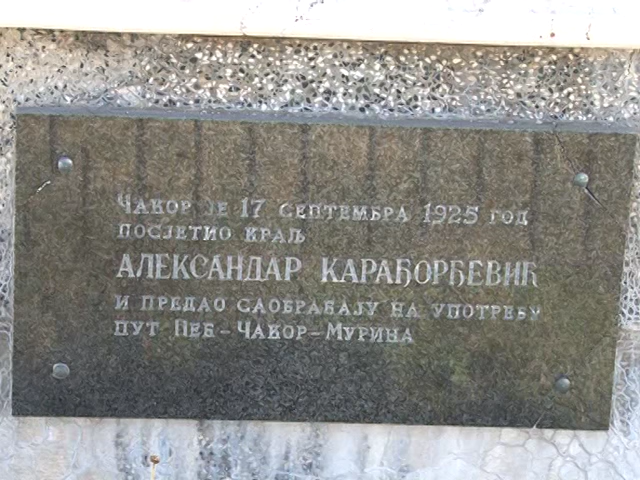 ЧАКОР ЈЕ 17 СЕПТЕМБРА 1925 ГОД
ПОСЈЕТИО КРАЉ
АЛЕКСАНДАР КАРАЂОРЂЕВИЋ
И ПРЕДАО САОБРАЋАЈУ НА УПОТРЕБУ
ПУТ ПЕЋ-ЧАКОР-МУРИНА